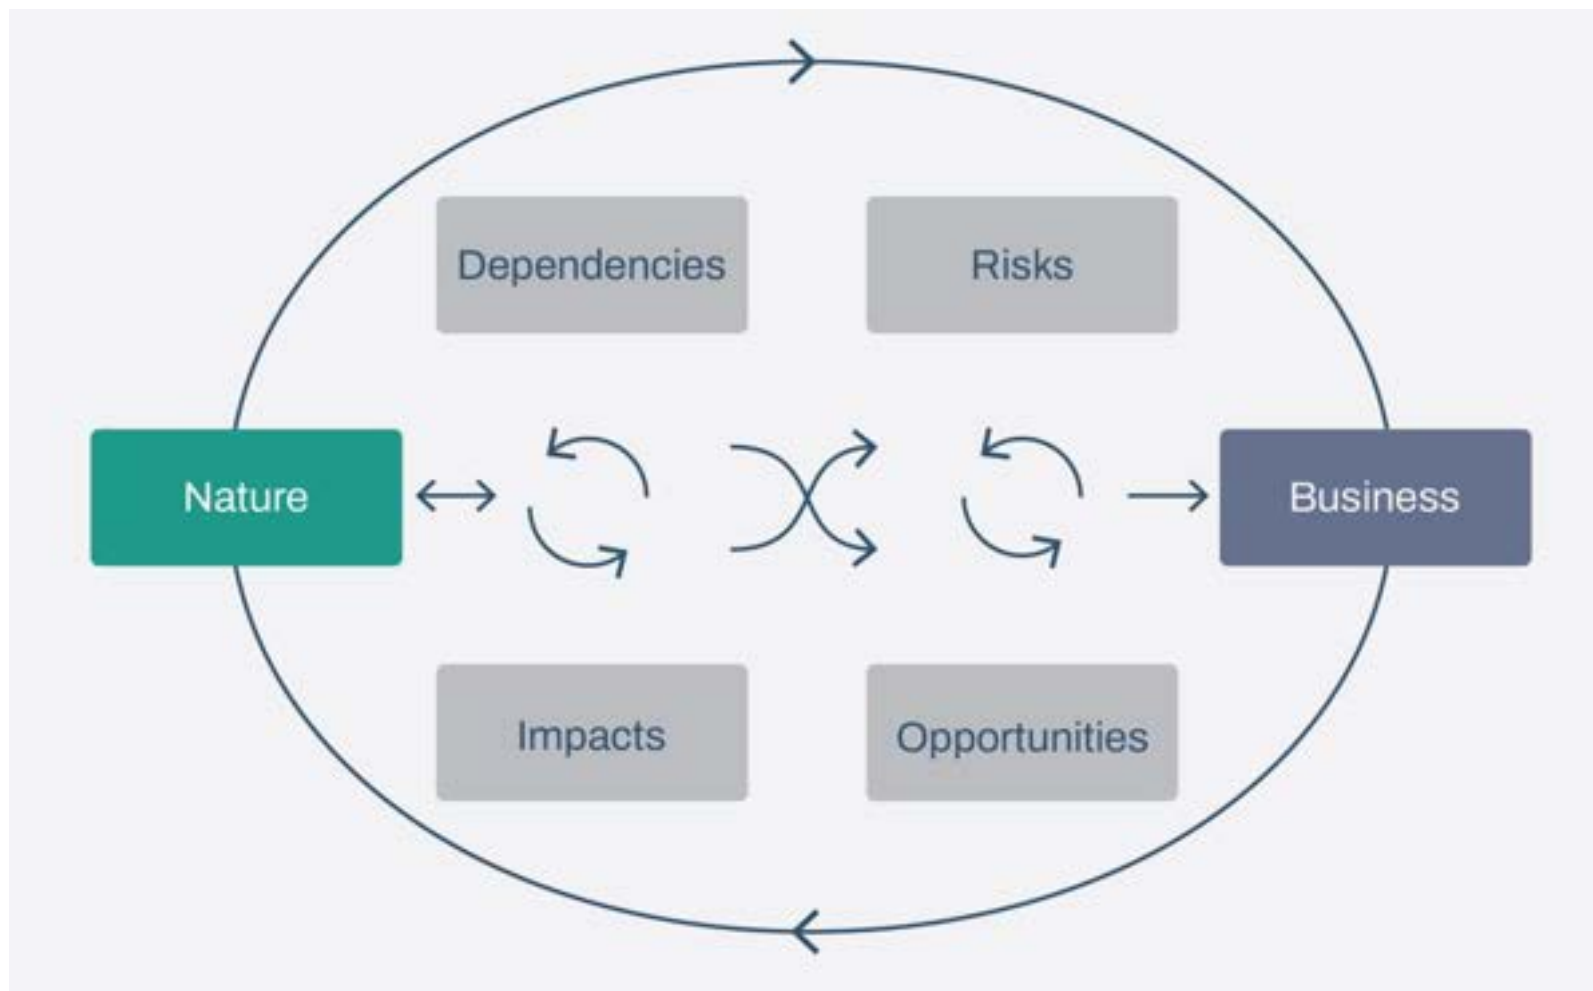 Dependencies
Risks
Nature
Business
Impacts
Opportunities